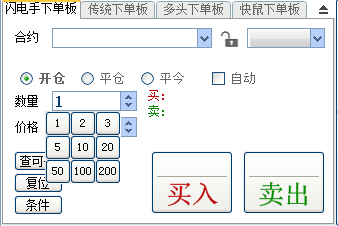 闪电手下单板 传统下单板 多头下单板 快鼠下单板
合约
开仓 平仓 平今 自动
数量 1 买：
卖：
价格
1 2 3
5 10 20
50 100 200
查可
复位
条件
买入 卖出